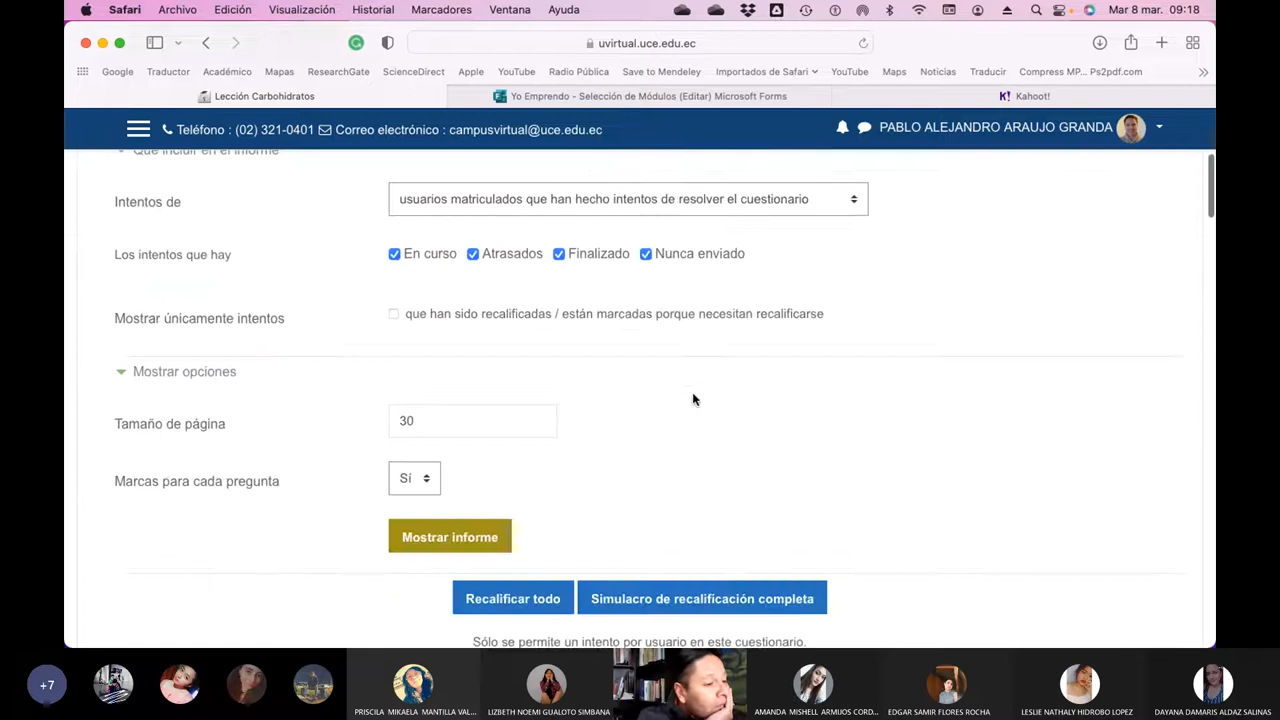 Safari Archivo Edición Visualización Historial Marcadores Ventana Ayuda Mar 8 mar. 09:18
uvirtual.uce.edu.ec
Google Traductor Académico Mapas ResearchGate ScienceDirect Apple YouTube Radio Pública Save to Mendeley Importados de Safari YouTube Maps Noticias Traducir Compress MP... Ps2pdf.com
Lección Carbohidratos Yo Emprendo - Selección de Módulos (Editar) Microsoft Forms K! Kahoot!
Teléfono : (02) 321-0401 Correo electrónico : campusvirtual@uce.edu.ec PABLO ALEJANDRO ARAUJO GRANDA
Que incluir en el informe
Intentos de usuarios matriculados que han hecho intentos de resolver el cuestionario
Los intentos que hay En curso Atrasados Finalizado Nunca enviado
Mostrar únicamente intentos que han sido recalificadas / están marcadas porque necesitan recalificarse
Mostrar opciones
Tamaño de página 30
Marcas para cada pregunta Sí
Mostrar informe
Recalificar todo Simulacro de recalificación completa
Sólo se permite un intento por usuario en este cuestionario.
+7
PRISCILA MIKAELA MANTILLA VAL... LIZBETH NOEMI GUALOTO SIMBANA AMANDA MISHELL ARMIJOS CORD... EDGAR SAMIR FLORES ROCHA LESLIE NATHALY HIDROBO LOPEZ DAYANA DAMARIS ALDAZ SALINAS